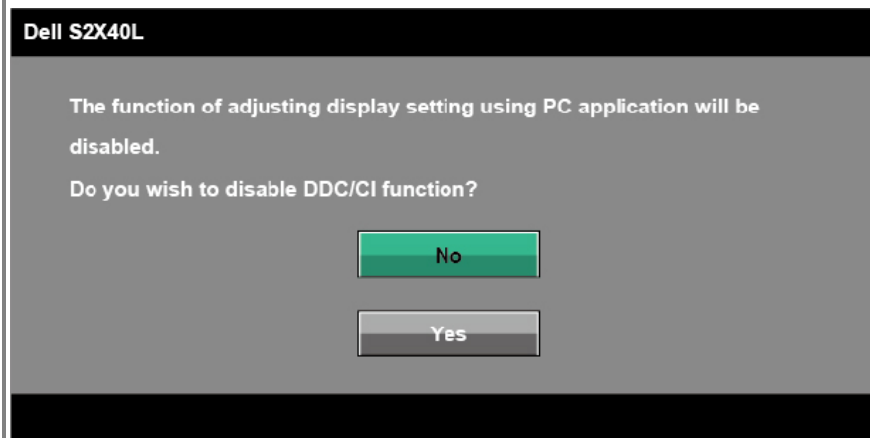 Dell S2X40L
The function of adjusting display setting using PC application will be
disabled.
Do you wish to disable DDC/CI function?
No
Yes